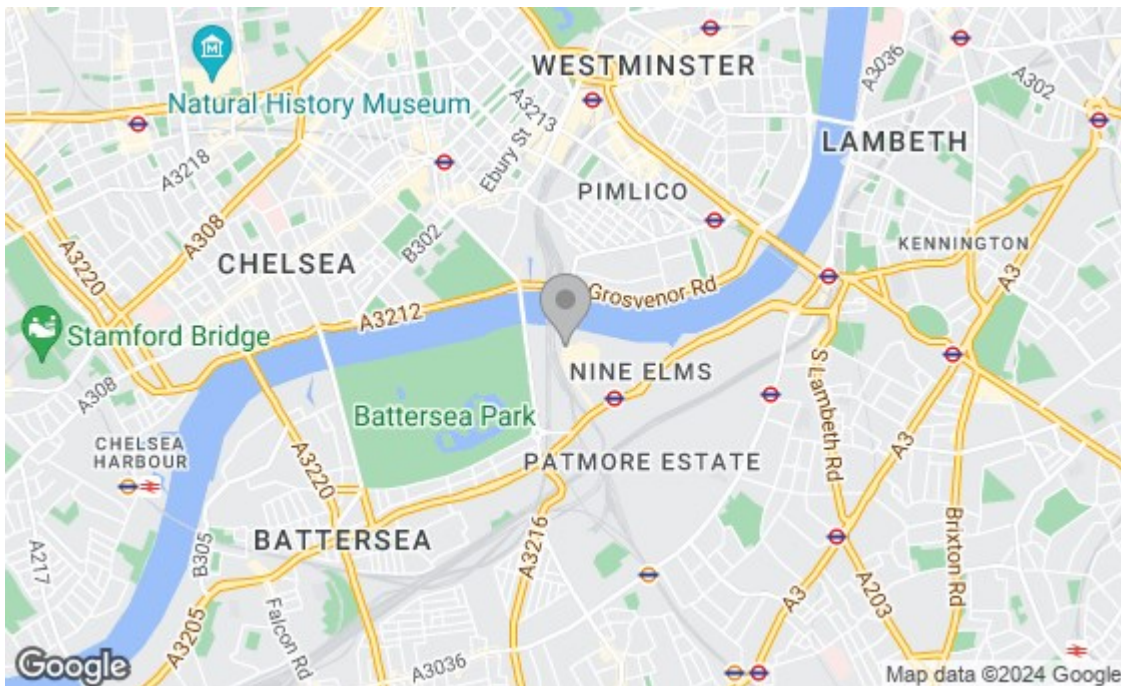 WESTMINSTER
A3036
A302
Natural History Museum
A3213
LAMBETH
A3218
Ebury St
PIMLICO
A308
B302
KENNINGTON
A3220
CHELSEA
A3
Grosvenor Rd
A3212
Stamford Bridge
NINE ELMS
A308
S Lambeth Rd
Battersea Park
CHELSEA
HARBOUR
A3220
PATMORE ESTATE
A3
BATTERSEA
A3216
Brixton Rd
B305
A217
A3
A203
A3205
Falcon Rd
A3036
Google
Map data ©2024 Google